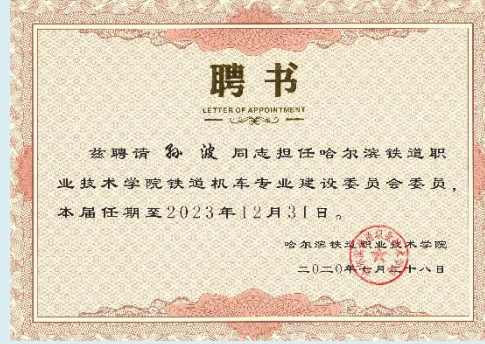 聘书
LETTER OF APPOINTMENT
兹聘请 孙波 同志担任哈尔滨铁道职
业技术学院铁道机车专业建设委员会委员，
本届任期至2023年12月31日。
哈尔滨铁道职业技术学院
二〇二〇年七月二十八日